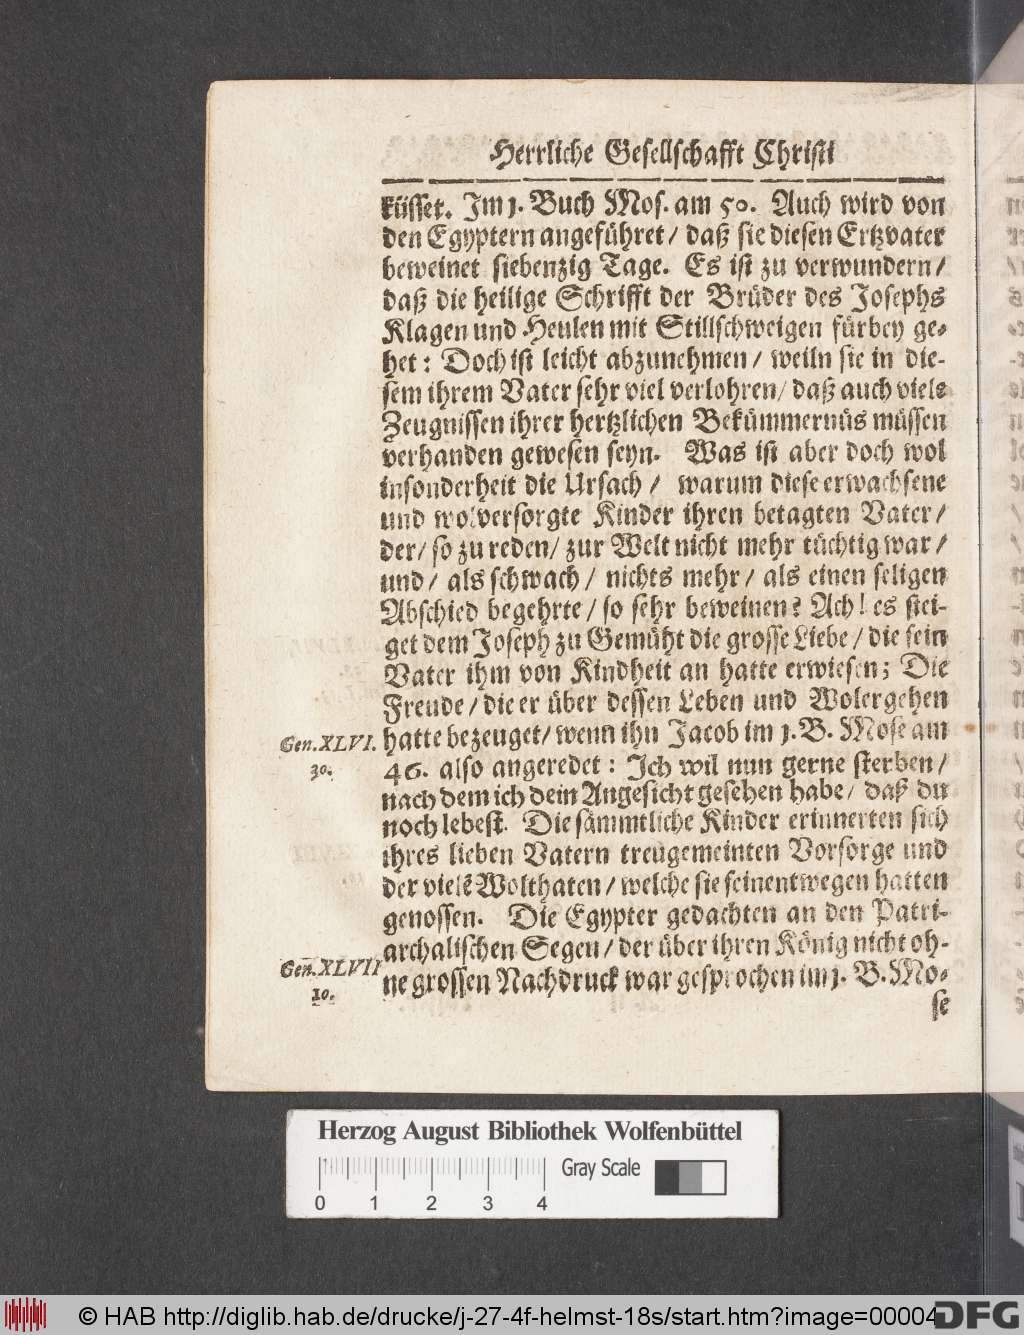 Herrliche Gesellschafft Christi
küsset. Im 1. Buch Mos. am 50. Auch wird von
den Egyptern angeführet / daß sie diesen Ertzvater
beweinet siebenzig Tage. Es ist zu verwundern /
daß die heilige Schrifft der Brüder des Josephs
Klagen und Heulen mit Stillschweigen fürbey ge-
het : Doch ist leicht abzunehmen / weiln sie in die-
sem ihrem Vater sehr viel verlohren / daß auch viele
Zeugnissen ihrer hertzlichen Bekümmernüs müssen
verhanden gewesen seyn. Was ist aber doch wol
insonderheit die Ursach / warum diese erwachsene
und wolversorgte Kinder ihren betagten Vater /
der / so zu reden / zur Welt nicht mehr tüchtig war /
und / als schwach / nichts mehr / als einen seligen
Abschied begehrte / so sehr beweinen? Ach! es stei-
get dem Joseph zu Gemüht die grosse Liebe / die sein
Vater ihm von Kindheit an hatte erwiesen; Die
Freude / die er über dessen Leben und Wolergehen
Gen. XLVI. hatte bezeuget / wenn ihn Jacob im 1. B. Mose am
30. 46. also angeredet : Ich wil nun gerne sterben /
nach dem ich dein Angesicht gesehen habe / daß du
noch lebest. Die sämmtliche Kinder erinnerten sich
ihres lieben Vatern treugemeinten Vorsorge und
der vielē Wolthaten / welche sie seinentwegen hatten
genossen. Die Egypter gedachten an den Patri-
archalischen Segen / der über ihren König nicht oh-
Gen. XLVII ne grossen Nachdruck war gesprochen im 1. B. Mo-
10.
se
Herzog August Bibliothek Wolfenbüttel
Gray Scale
0 1 2 3 4
© HAB http://diglib.hab.de/drucke/j-27-4f-helmst-18s/start.htm?image=00004
DFG